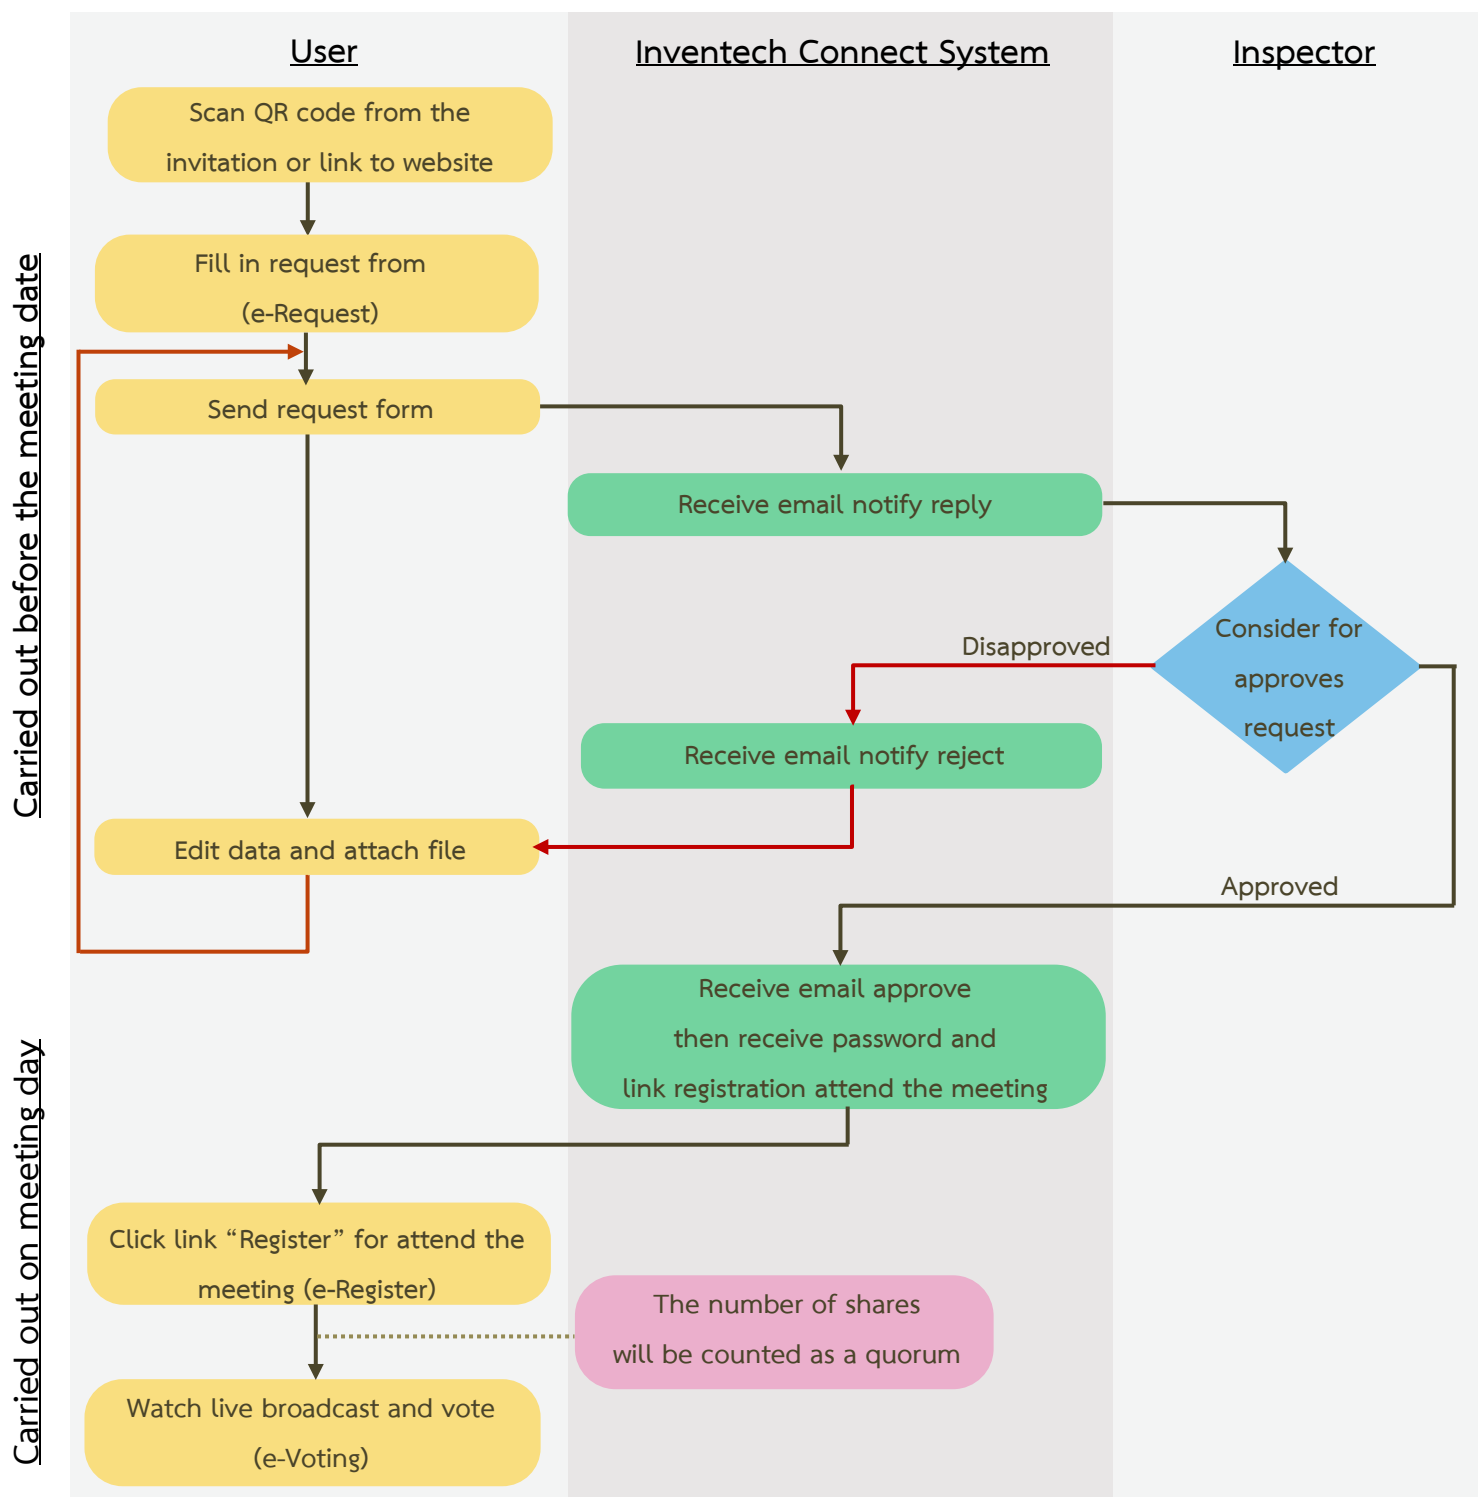 User
Inventech Connect System
Inspector
Carried out before the meeting date
Scan QR code from the
invitation or link to website
Fill in request from
(e-Request)
Send request form
Receive email notify reply
Consider for
approves
request
Disapproved
Receive email notify reject
Edit data and attach file
Approved
Receive email approve
then receive password and
link registration attend the meeting
Carried out on meeting day
Click link “Register” for attend the
meeting (e-Register)
The number of shares
will be counted as a quorum
Watch live broadcast and vote
(e-Voting)